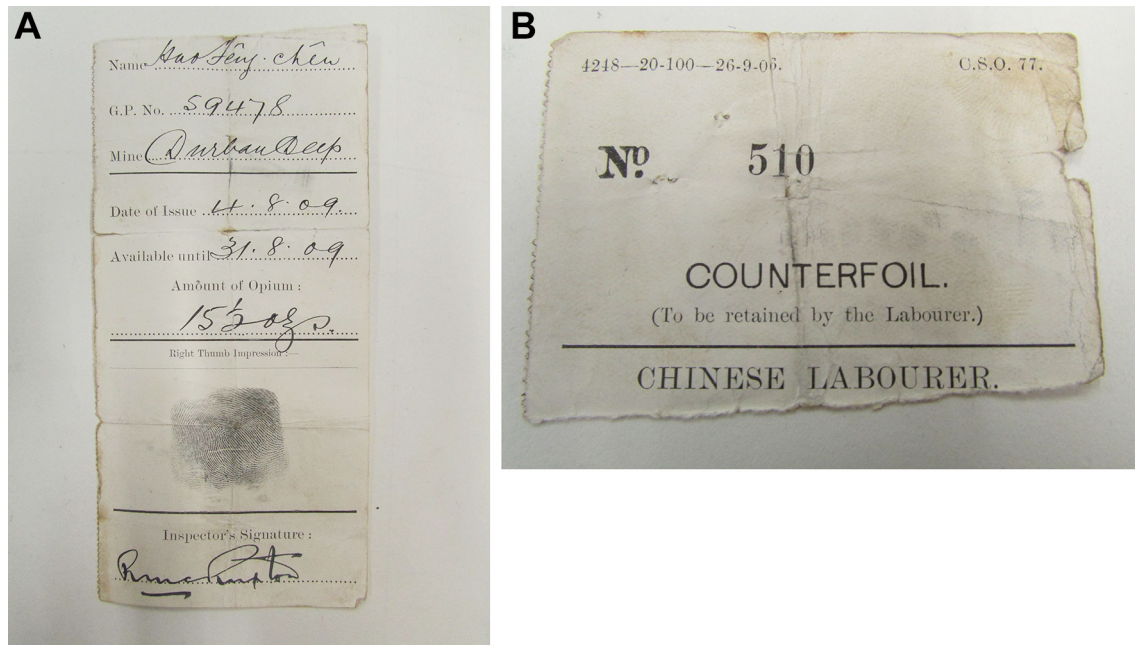 A
Name Hao Fêng-chên
G.P. No. 59478
Mine Durban Deep
Date of Issue 4.8.09.
Available until 31.8.09
Amount of Opium :
15½ ozs.
Right Thumb Impression :—
Inspector's Signature :
B
4248—20-100—26-9-06. C.S.O. 77.
No. 510
COUNTERFOIL.
(To be retained by the Labourer.)
CHINESE LABOURER.